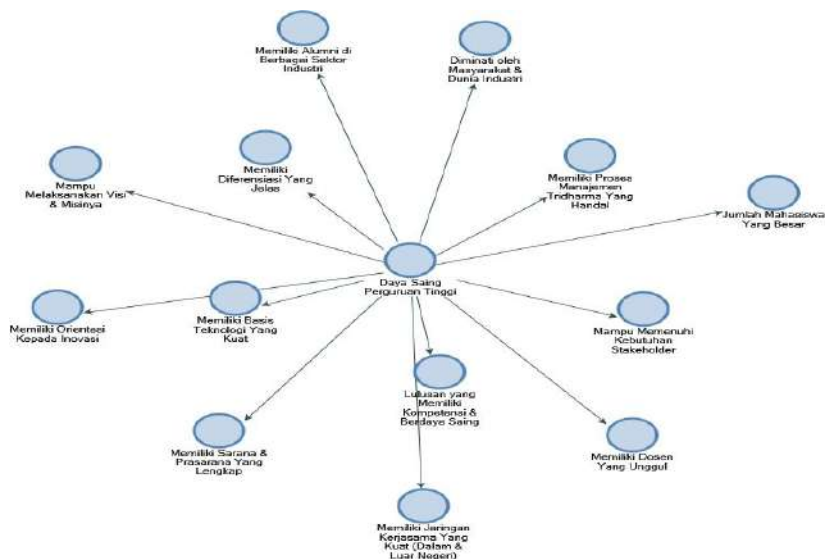 Memiliki Alumni di
Berbagai Sektor
Industri
Diminati oleh
Masyarakat &
Dunia Industri
Memiliki
Diferensiasi Yang
Jelas
Memiliki Proses
Manajemen
Tridharma Yang
Handal
Mampu
Melaksanakan Visi
& Misinya
Jumlah Mahasiswa
Yang Besar
Daya Saing
Perguruan Tinggi
Memiliki Orientasi
Kepada Inovasi
Memiliki Basis
Teknologi Yang
Kuat
Mampu Memenuhi
Kebutuhan
Stakeholder
Lulusan yang
Memiliki
Kompetensi &
Berdaya Saing
Memiliki Sarana &
Prasarana Yang
Lengkap
Memiliki Dosen
Yang Unggul
Memiliki Jaringan
Kerjasama Yang
Kuat (Dalam &
Luar Negeri)